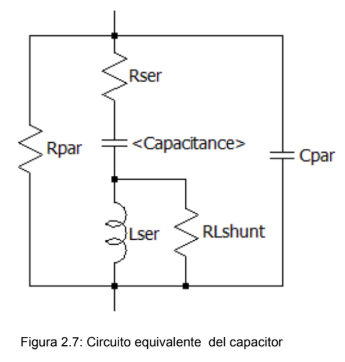 Rser
Rpar
<Capacitance>
Cpar
Lser
RLshunt
Figura 2.7: Circuito equivalente del capacitor